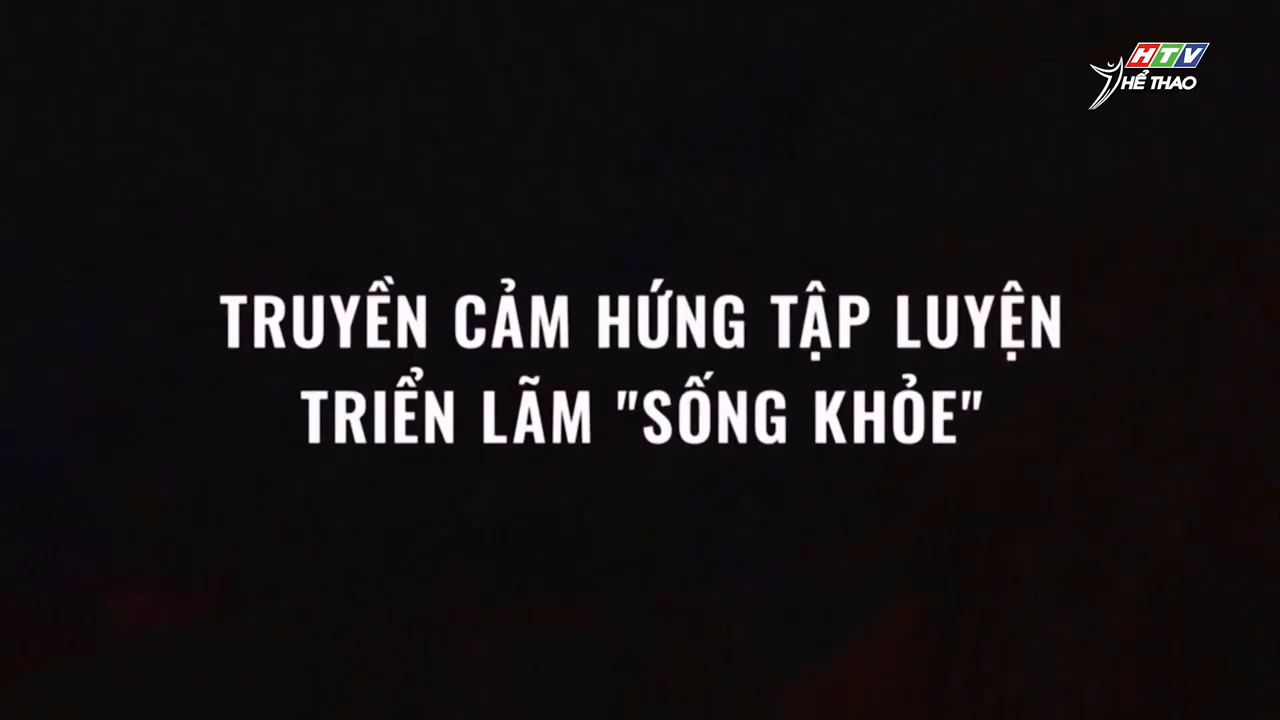 HTV
THỂ THAO
TRUYỀN CẢM HỨNG TẬP LUYỆN
TRIỂN LÃM "SỐNG KHỎE"